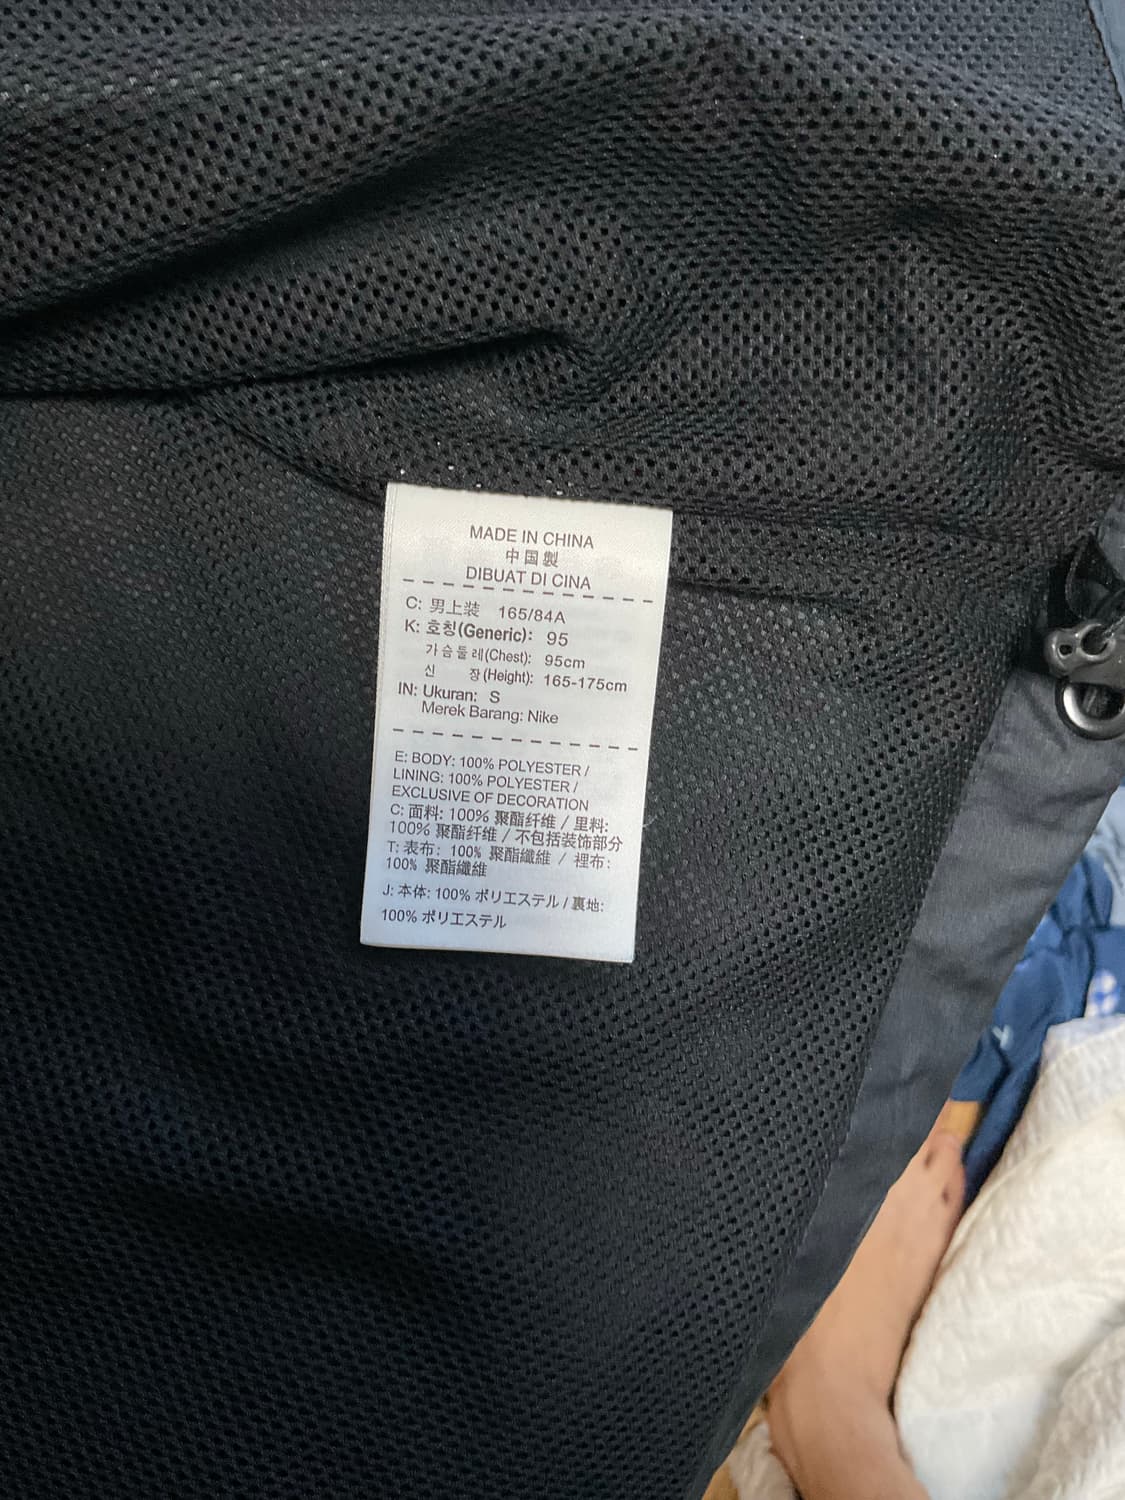 MADE IN CHINA
中国製
DIBUAT DI CINA
C: 男上装 165/84A
K: 호칭(Generic): 95
가슴둘레(Chest): 95cm
신 장(Height): 165-175cm
IN: Ukuran: S
Merek Barang: Nike
E: BODY: 100% POLYESTER /
LINING: 100% POLYESTER /
EXCLUSIVE OF DECORATION
C: 面料: 100% 聚酯纤维 / 里料:
100% 聚酯纤维 / 不包括装饰部分
T: 表布: 100% 聚酯纖維 / 裡布:
100% 聚酯纖維
J: 本体: 100% ポリエステル / 裏地:
100% ポリエステル